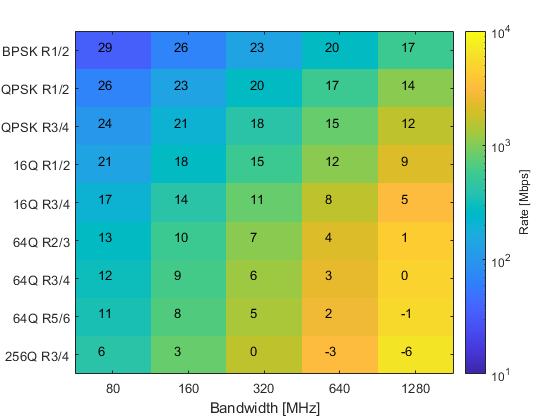 BPSK R1/2 29 26 23 20 17
QPSK R1/2 26 23 20 17 14
QPSK R3/4 24 21 18 15 12
16Q R1/2 21 18 15 12 9
16Q R3/4 17 14 11 8 5
64Q R2/3 13 10 7 4 1
64Q R3/4 12 9 6 3 0
64Q R5/6 11 8 5 2 -1
256Q R3/4 6 3 0 -3 -6
80 160 320 640 1280
Bandwidth [MHz]
10^4
10^3
10^2
10^1
Rate [Mbps]